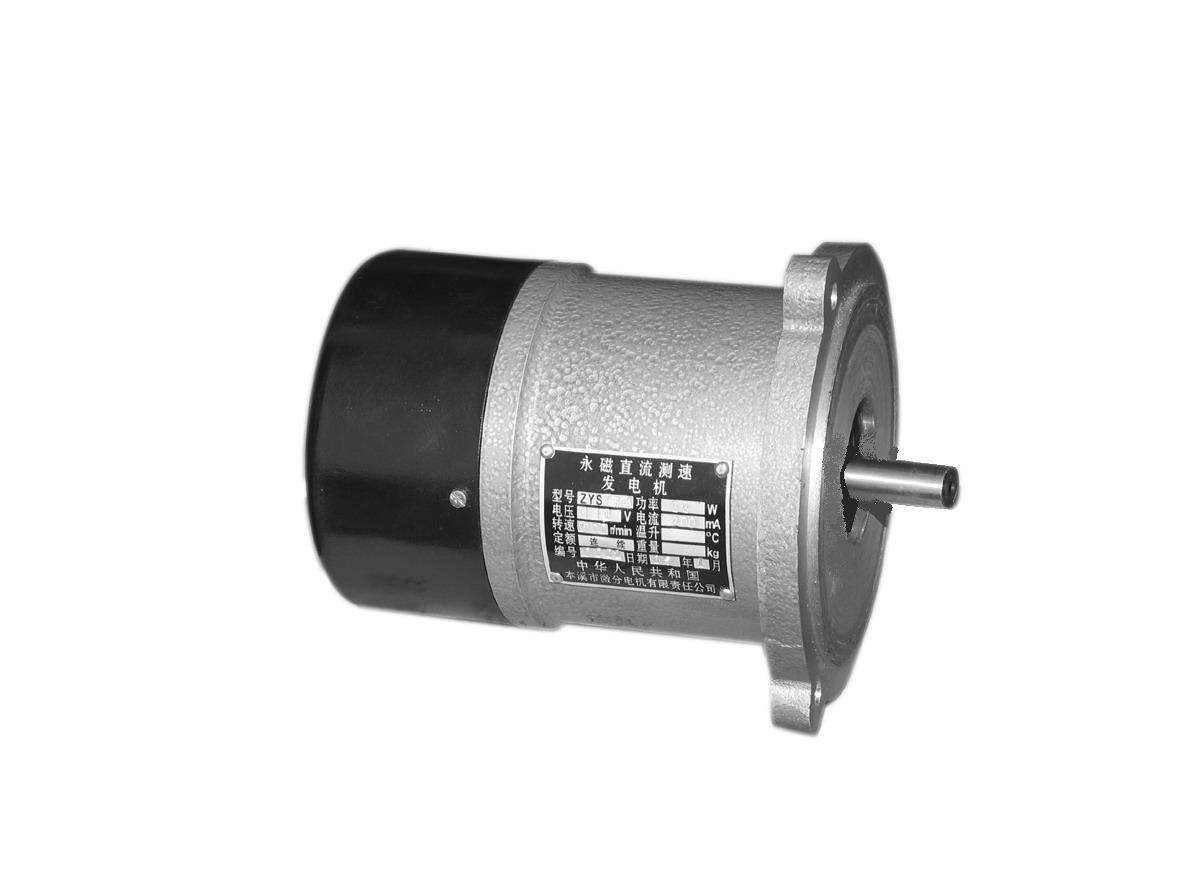 永磁直流测速
发电机
型号 ZYS 功率 W
电压 V 电流 mA
转速 r/min 温升 °C
定额 连续 重量 kg
编号 日期 年 月
中华人民共和国
本溪市微分电机有限责任公司